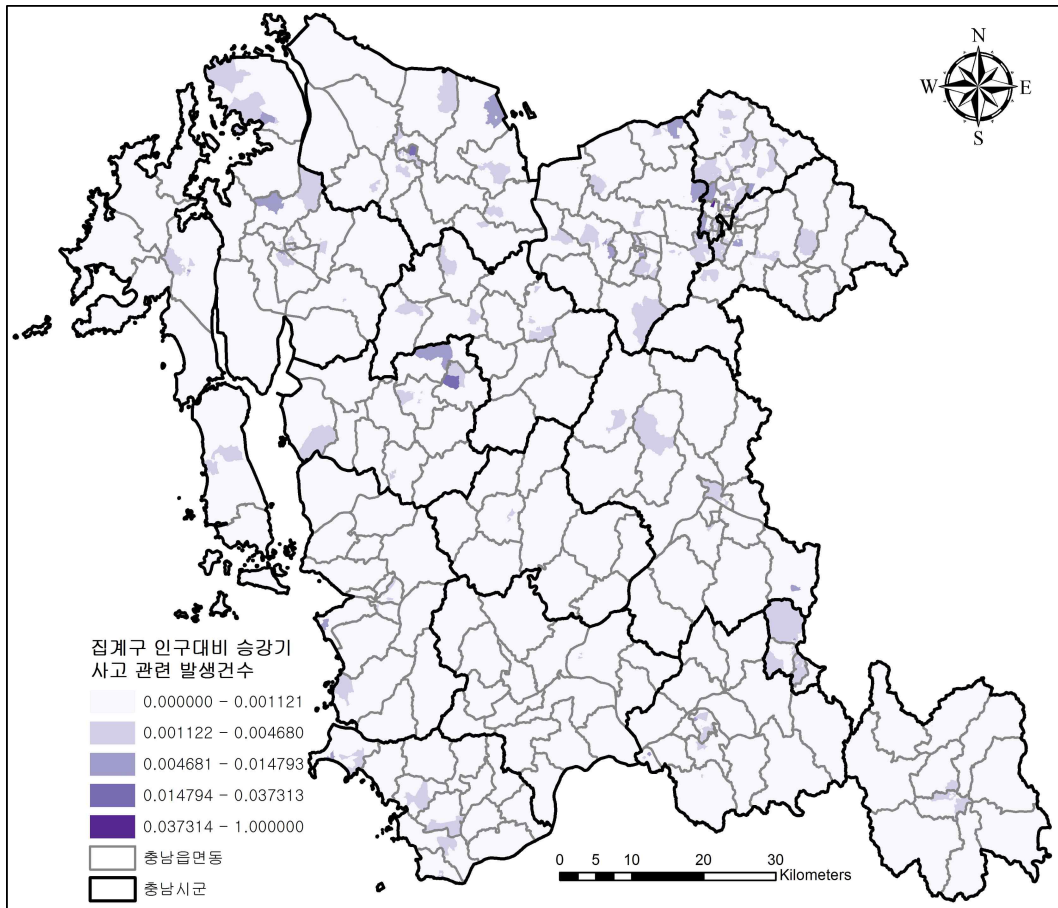 N
W E
S
집계구 인구대비 승강기
사고 관련 발생건수
0.000000 - 0.001121
0.001122 - 0.004680
0.004681 - 0.014793
0.014794 - 0.037313
0.037314 - 1.000000
충남읍면동
충남시군
0 5 10 20 30
Kilometers